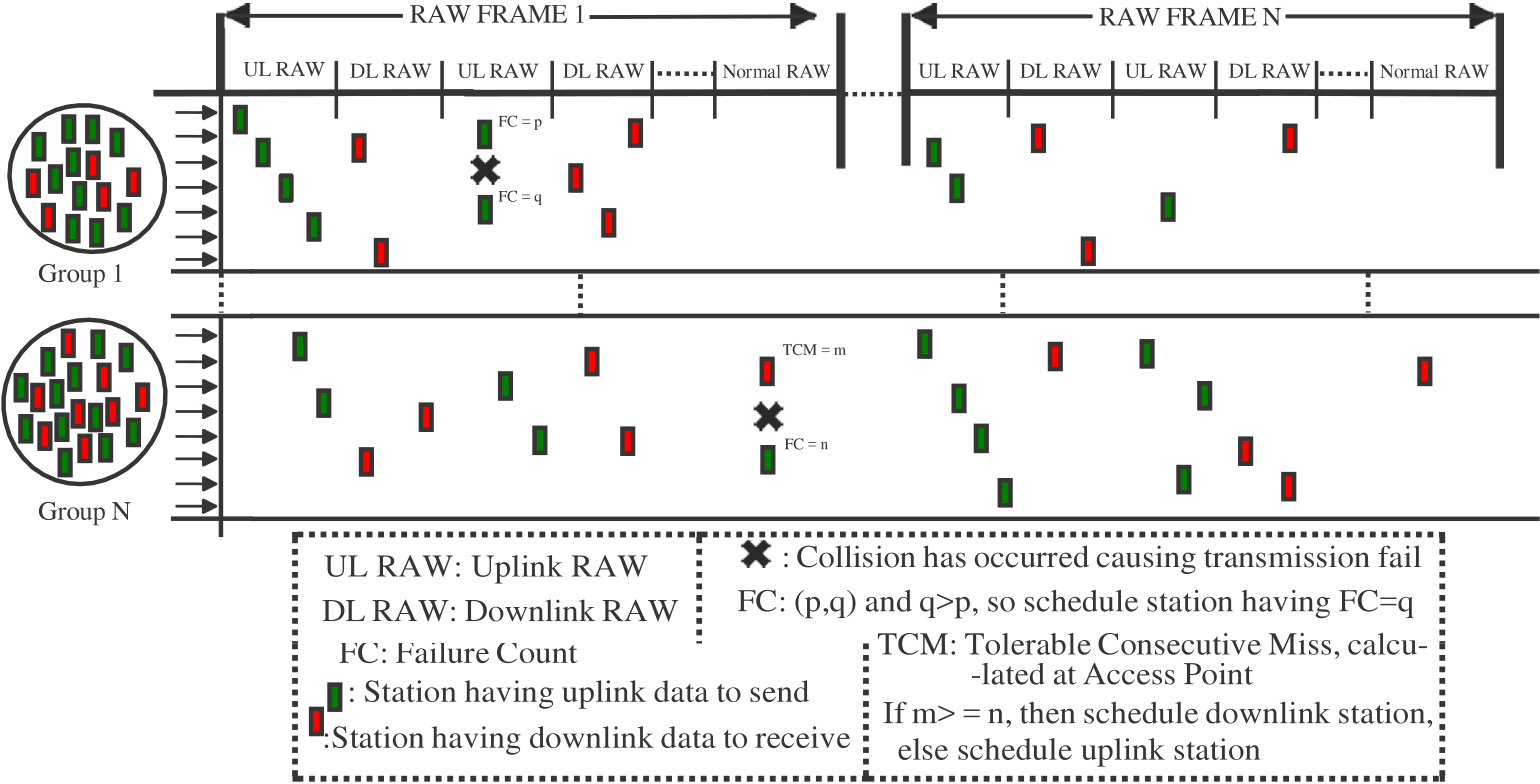 RAW FRAME 1
RAW FRAME N
UL RAW
DL RAW
UL RAW
DL RAW
Normal RAW
UL RAW
DL RAW
UL RAW
DL RAW
Normal RAW
FC = p
FC = q
Group 1
TCM = m
FC = n
Group N
UL RAW: Uplink RAW
DL RAW: Downlink RAW
FC: Failure Count
: Station having uplink data to send
:Station having downlink data to receive
: Collision has occurred causing transmission fail
FC: (p,q) and q>p, so schedule station having FC=q
TCM: Tolerable Consecutive Miss, calcu-
-lated at Access Point
If m> = n, then schedule downlink station,
else schedule uplink station